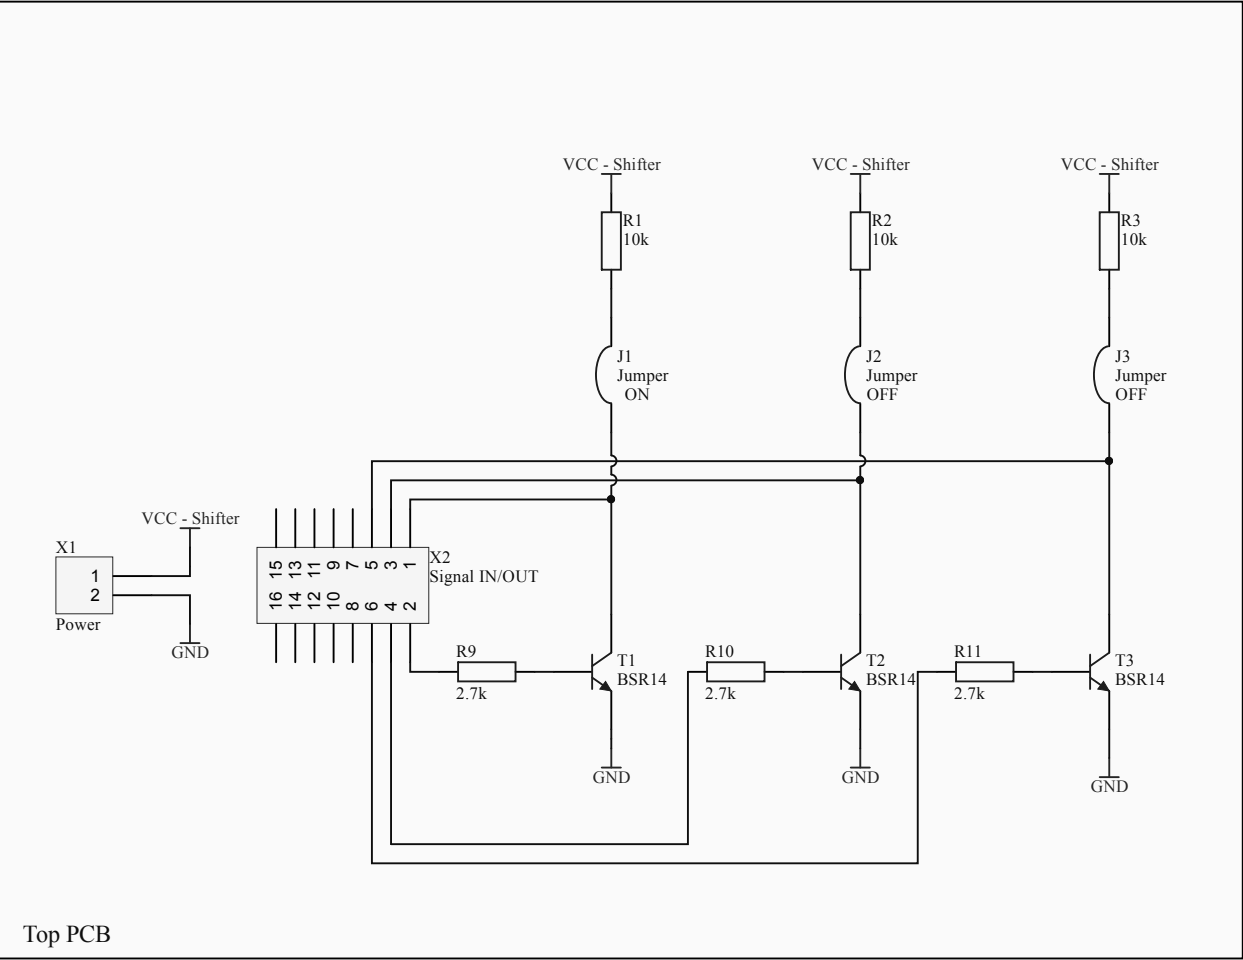 VCC - Shifter
VCC - Shifter
VCC - Shifter
R1
10k
R2
10k
R3
10k
J1
Jumper
ON
J2
Jumper
OFF
J3
Jumper
OFF
VCC - Shifter
X1
1
2
Power
GND
15 13 11 9 7 5 3 1
16 14 12 10 8 6 4 2
X2
Signal IN/OUT
R9
2.7k
T1
BSR14
GND
R10
2.7k
T2
BSR14
GND
R11
2.7k
T3
BSR14
GND
Top PCB